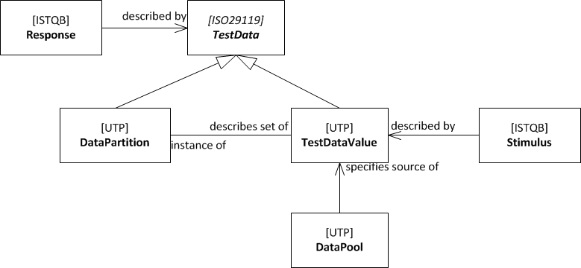 [ISTQB]
Response
described by
[ISO29119]
TestData
[UTP]
DataPartition
describes set of
instance of
[UTP]
TestDataValue
described by
[ISTQB]
Stimulus
specifies source of
[UTP]
DataPool